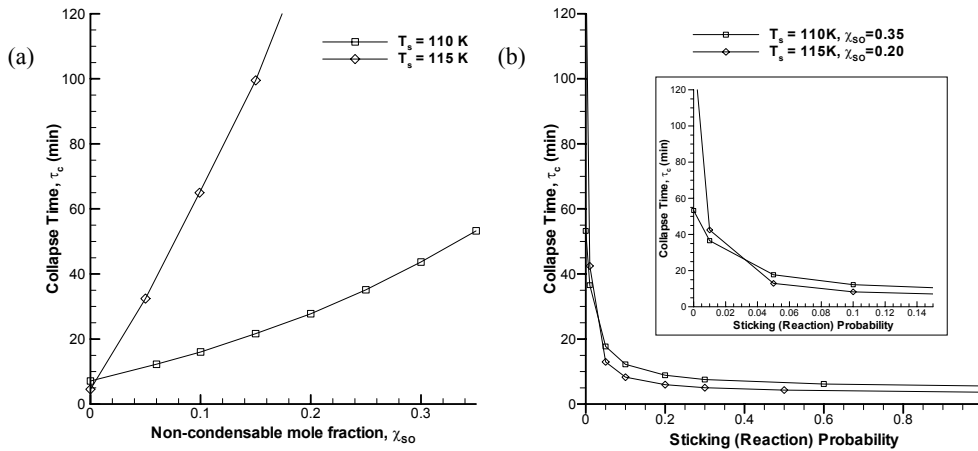 (a)
120
100
80
60
40
20
0
Collapse Time, τc (min)
Ts = 110 K
Ts = 115 K
0
0.1
0.2
0.3
Non-condensable mole fraction, χSO
(b)
120
100
80
60
40
20
0
Collapse Time, τc (min)
Ts = 110K, χSO=0.35
Ts = 115K, χSO=0.20
120
100
80
60
40
20
0
Collapse Time, τc (min)
0 0.02 0.04 0.06 0.08 0.1 0.12 0.14
Sticking (Reaction) Probability
0 0.2 0.4 0.6 0.8
Sticking (Reaction) Probability